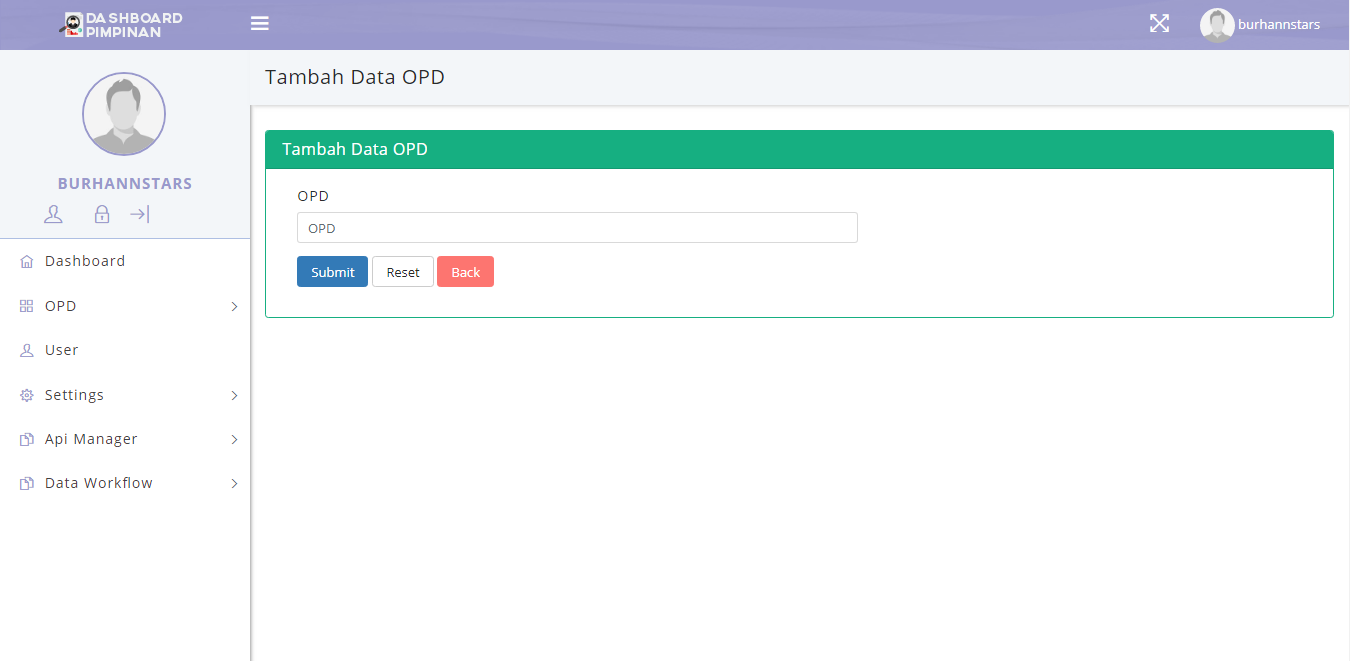 DASHBOARD
PIMPINAN
burhannstars
BURHANNSTARS
Dashboard
OPD
User
Settings
Api Manager
Data Workflow
Tambah Data OPD
Tambah Data OPD
OPD
OPD
Submit Reset Back